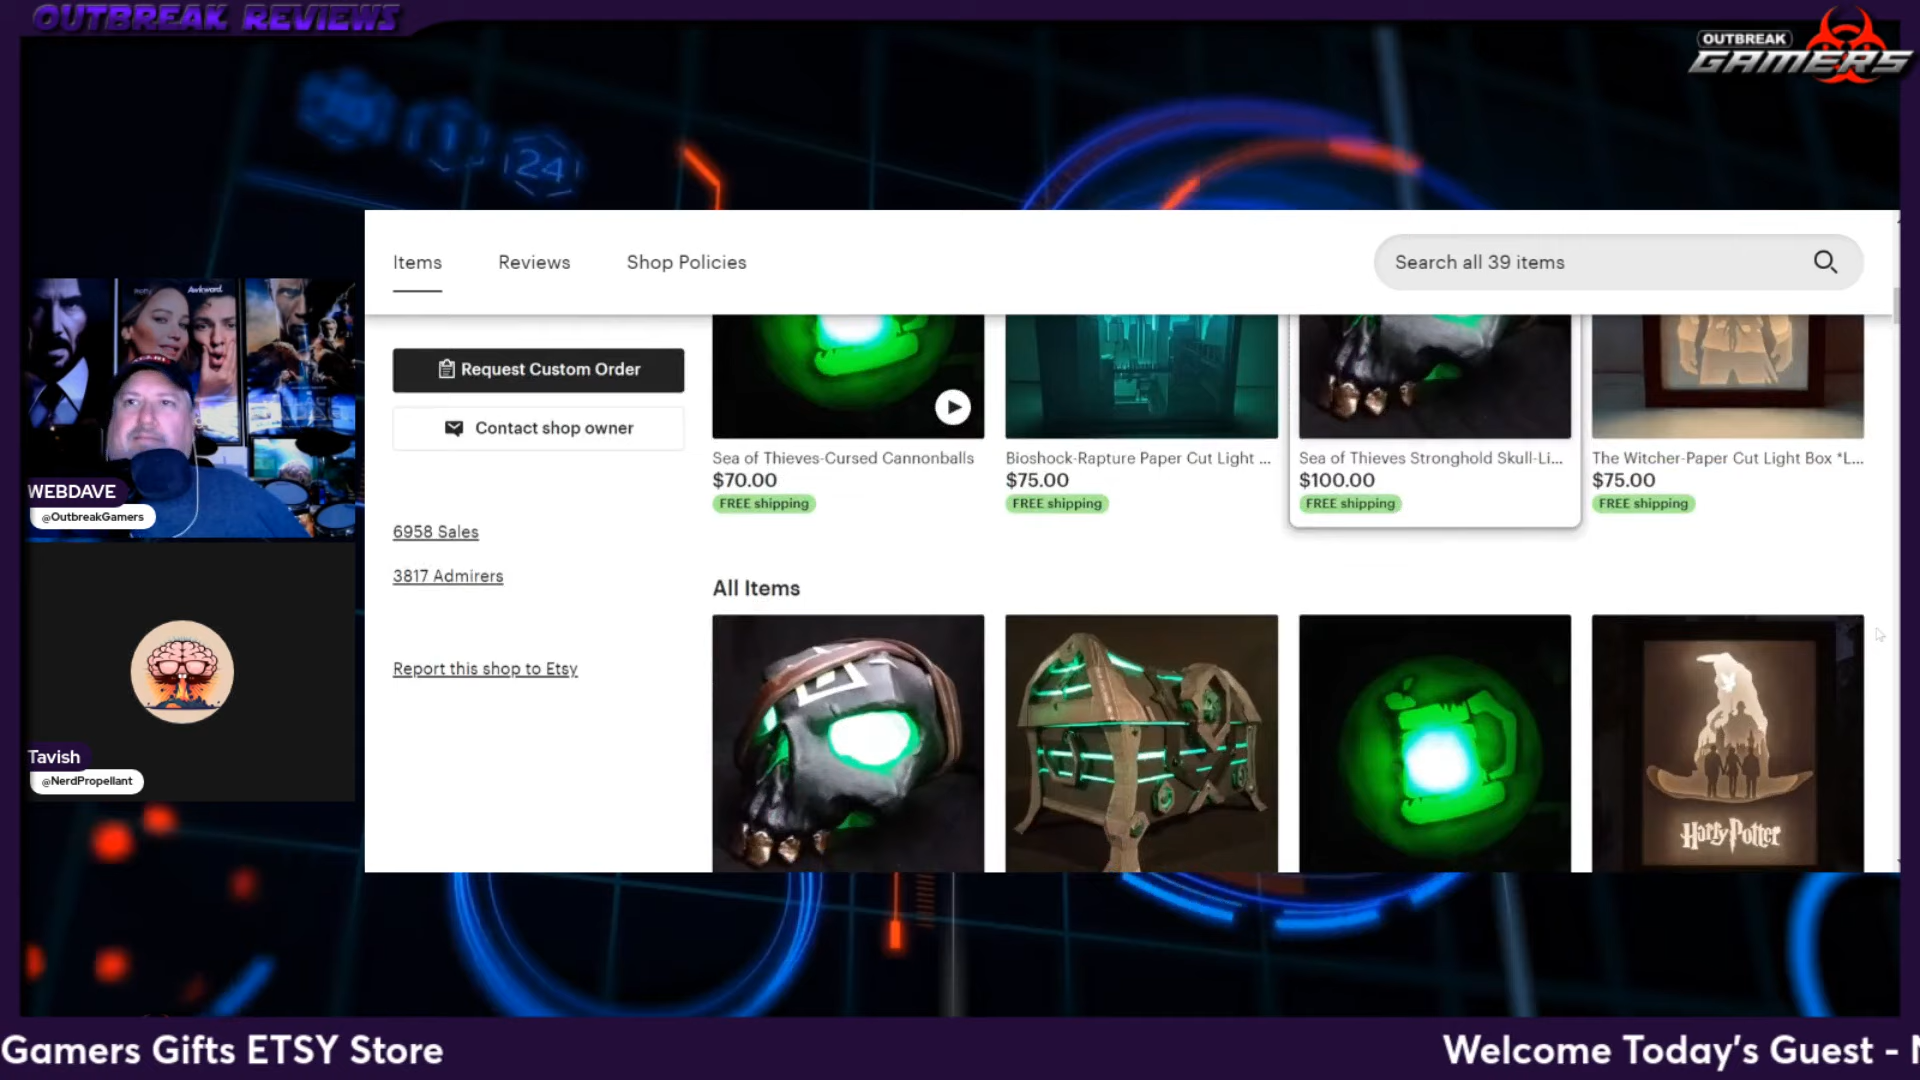 OUTBREAK REVIEWS
OUTBREAK
GAMERS
1
24
Items
Reviews
Shop Policies
Search all 39 items
Request Custom Order
Contact shop owner
Sea of Thieves-Cursed Cannonballs
$70.00
FREE shipping
Bioshock-Rapture Paper Cut Light ...
$75.00
FREE shipping
Sea of Thieves Stronghold Skull-Li...
$100.00
FREE shipping
The Witcher-Paper Cut Light Box *L...
$75.00
FREE shipping
6958 Sales
3817 Admirers
Report this shop to Etsy
All Items
Harry Potter
Awkward.
WEBDAVE
@OutbreakGamers
Tavish
@NerdPropellant
Gamers Gifts ETSY Store
Welcome Today's Guest -